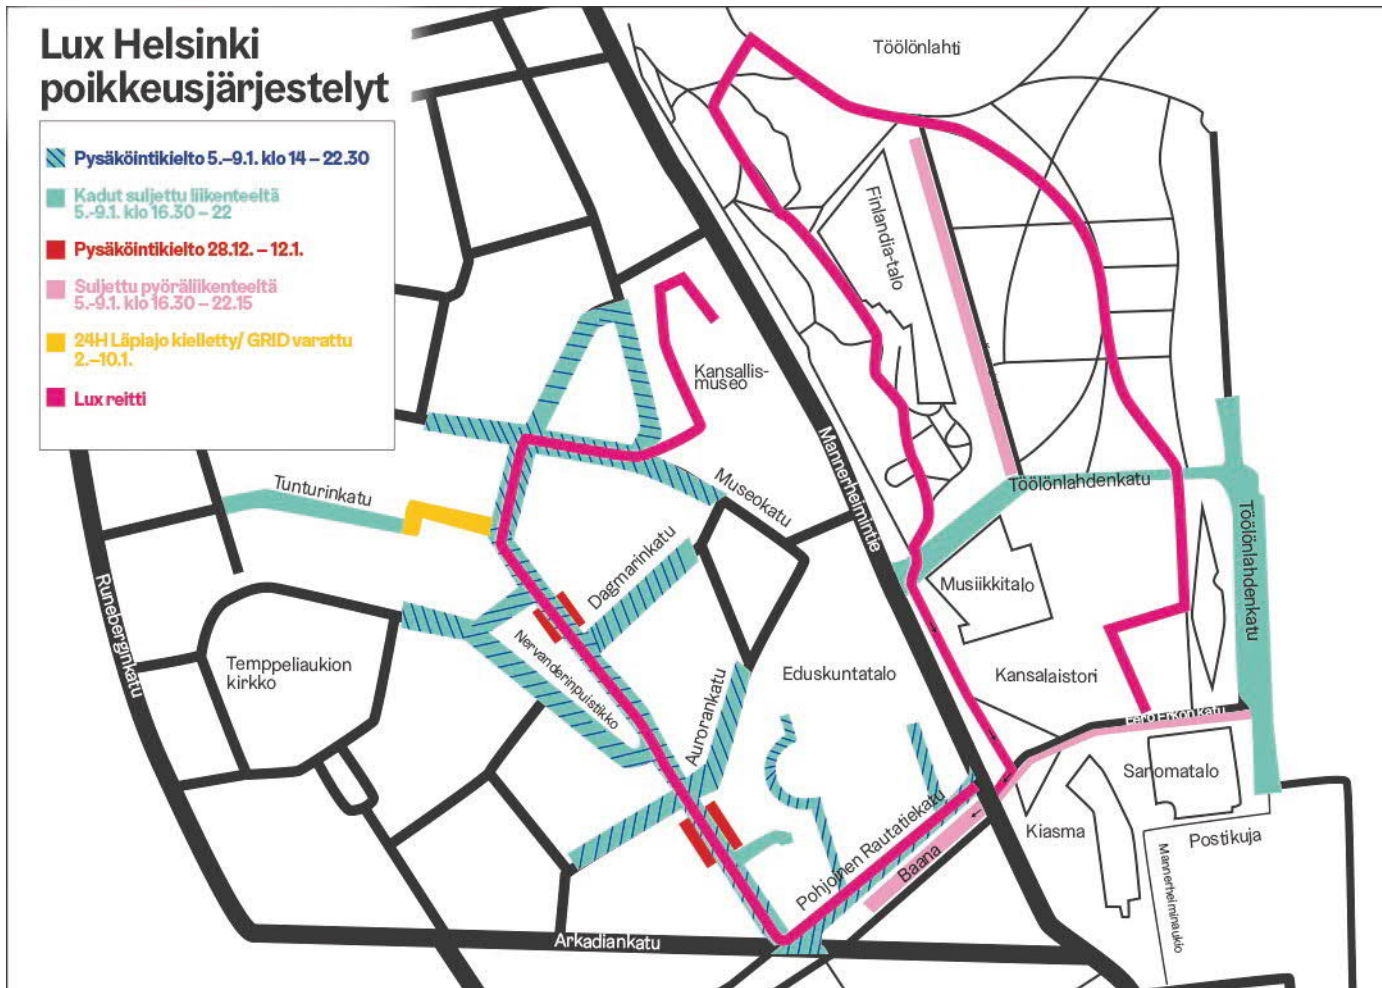 Lux Helsinki
poikkeusjärjestelyt
Pysäköintikielto 5.–9.1. klo 14 – 22.30
Kadut suljettu liikenteeltä
5.-9.1. klo 16.30 – 22
Pysäköintikielto 28.12. – 12.1.
Suljettu pyöräliikenteeltä
5.-9.1. klo 16.30 – 22.15
24H Läpiajo kielletty/ GRID varattu
2.–10.1.
Lux reitti
Töölönlahti
Finlandia-talo
Kansallis-
museo
Mannerheimintie
Tunturinkatu
Museokatu
Töölönlahdenkatu
Töölönlahdenkatu
Dagmarinkatu
Musiikkitalo
Runeberginkatu
Temppeliaukion
kirkko
Nervanderinpuistikko
Eduskuntatalo
Kansalaistori
Aurorankatu
Eero Erkon katu
Sanomatalo
Kiasma
Postikuja
Pohjoinen Rautatiekatu
Baana
Mannerheiminaukio
Arkadiankatu